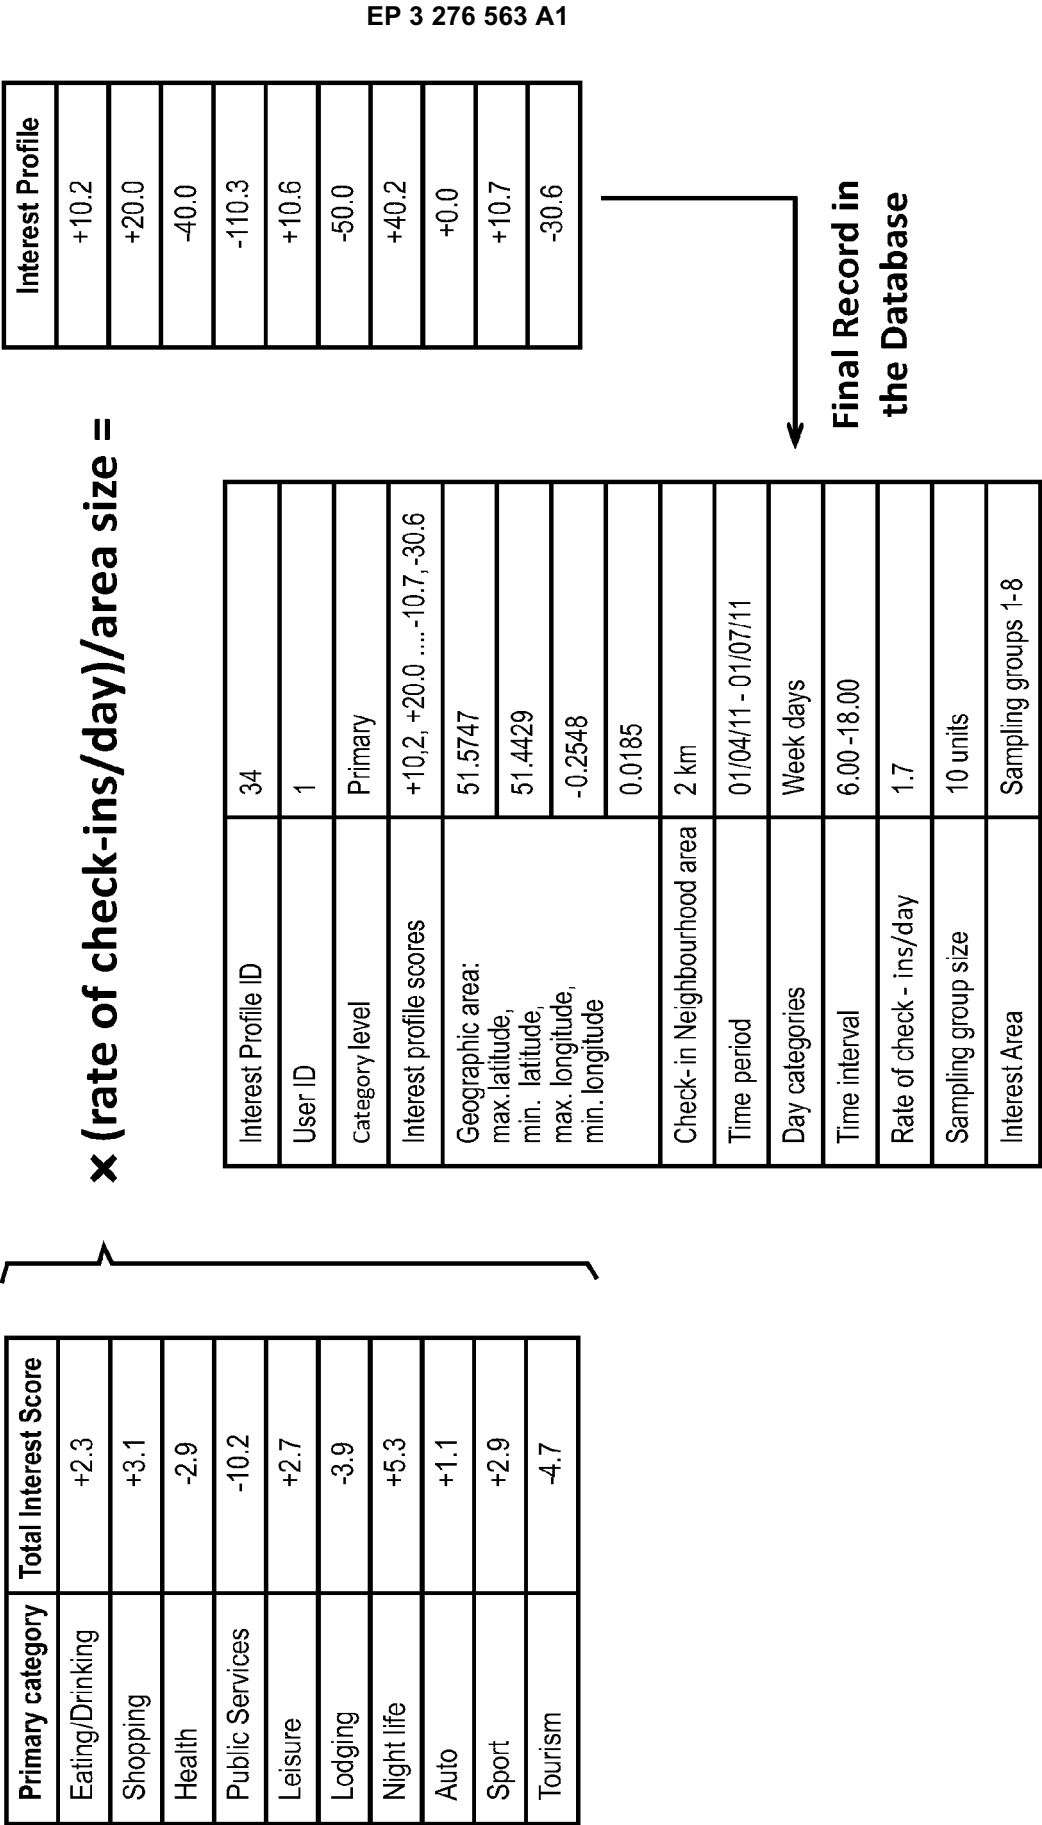 EP 3 276 563 A1
Primary category Total Interest Score
Eating/Drinking +2.3
Shopping +3.1
Health -2.9
Public Services -10.2
Leisure +2.7
Lodging -3.9
Night life +5.3
Auto +1.1
Sport +2.9
Tourism -4.7
x (rate of check-ins/day)/area size =
Interest Profile
+10.2
+20.0
-40.0
-110.3
+10.6
-50.0
+40.2
+0.0
+10.7
-30.6
Interest Profile ID 34
User ID 1
Category level Primary
Interest profile scores +10,2, +20.0 ....-10.7,-30.6
Geographic area:
max.latitude,
min. latitude,
max. longitude,
min. longitude
51.5747
51.4429
-0.2548
0.0185
Check- in Neighbourhood area 2 km
Time period 01/04/11 - 01/07/11
Day categories Week days
Time interval 6.00-18.00
Rate of check - ins/day 1.7
Sampling group size 10 units
Interest Area Sampling groups 1-8
Final Record in
the Database